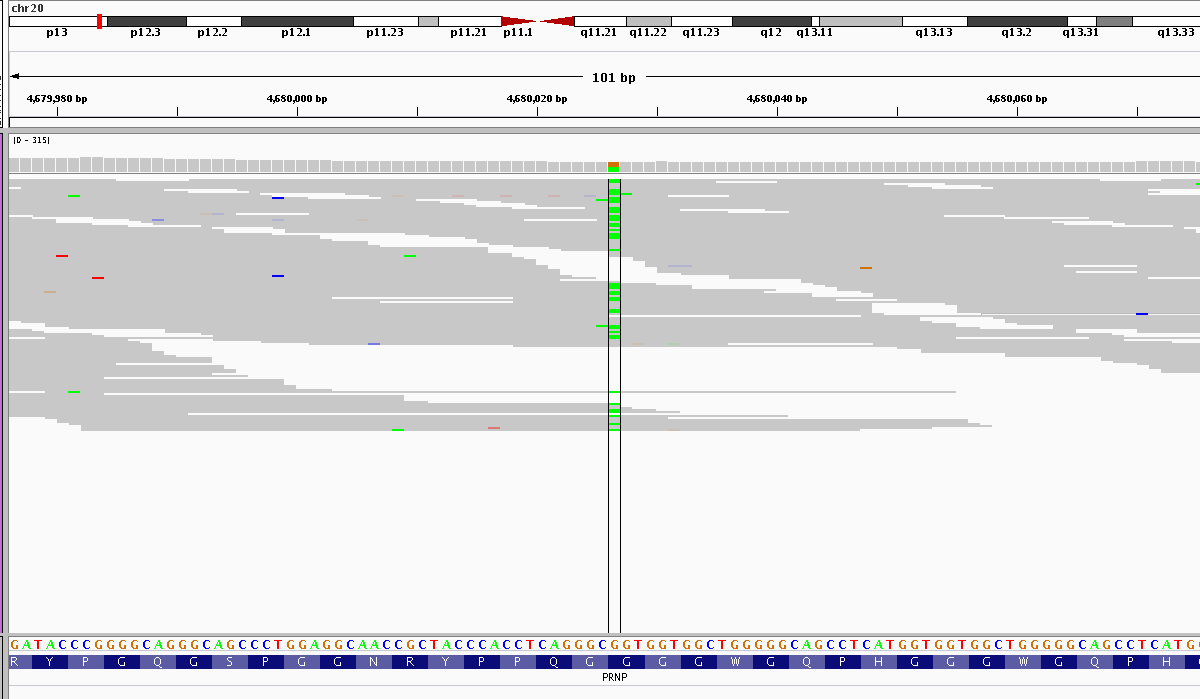 chr20
p13 p12.3 p12.2 p12.1 p11.23 p11.21 p11.1 q11.21 q11.22 q11.23 q12 q13.11 q13.13 q13.2 q13.31 q13.33
101 bp
4,679,980 bp 4,680,000 bp 4,680,020 bp 4,680,040 bp 4,680,060 bp
[0 - 315]
GATACCCGGGGCAGGGCAGCCCTGGAGGCAACCGCTACCCACCTCAGGGCGGTGGTGGCTGGGGGCAGCCTCATGGTGGTGGCTGGGGGCAGCCTCATG
R Y P G Q G S P G G N R Y P P Q G G G G W G Q P H G G G W G Q P H
PRNP